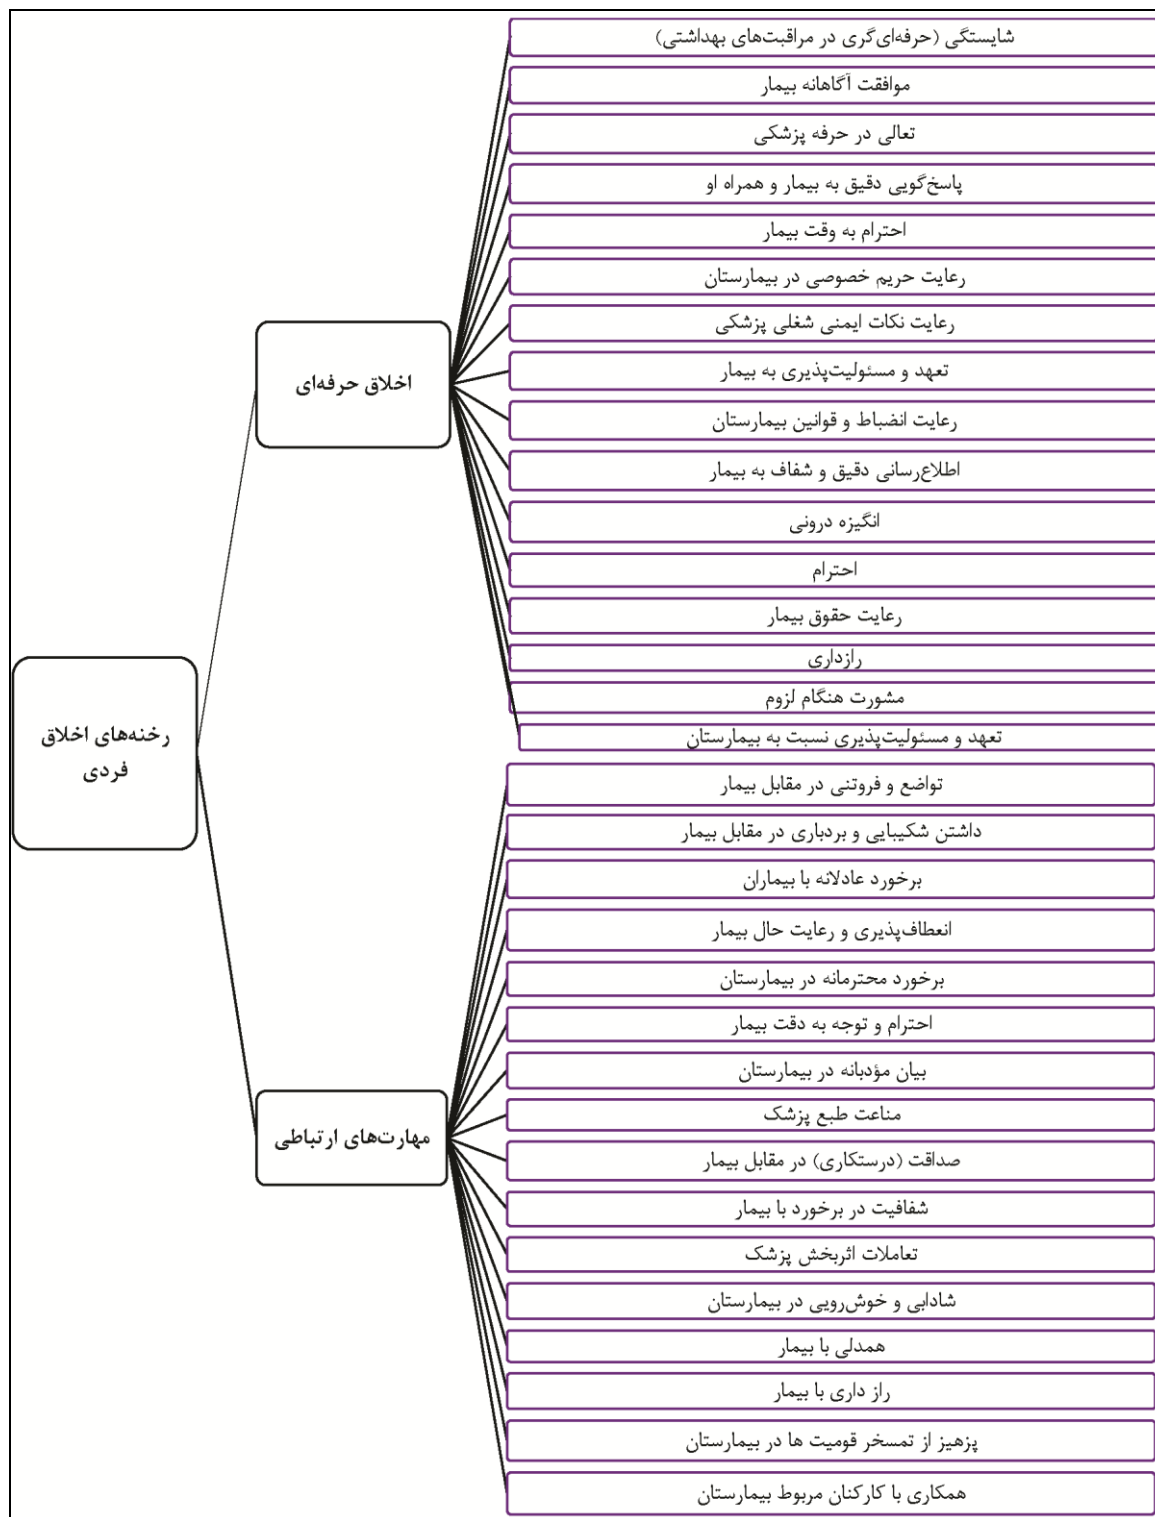 رخنه‌های اخلاق
فردی
اخلاق حرفه‌ای
شایستگی (حرفه‌ای‌گری در مراقبت‌های بهداشتی)
موافقت آگاهانه بیمار
تعالی در حرفه پزشکی
پاسخ‌گویی دقیق به بیمار و همراه او
احترام به وقت بیمار
رعایت حریم خصوصی در بیمارستان
رعایت نکات ایمنی شغلی پزشکی
تعهد و مسئولیت‌پذیری به بیمار
رعایت انضباط و قوانین بیمارستان
اطلاع‌رسانی دقیق و شفاف به بیمار
انگیزه درونی
احترام
رعایت حقوق بیمار
رازداری
مشورت هنگام لزوم
تعهد و مسئولیت‌پذیری نسبت به بیمارستان
مهارت‌های ارتباطی
تواضع و فروتنی در مقابل بیمار
داشتن شکیبایی و بردباری در مقابل بیمار
برخورد عادلانه با بیماران
انعطاف‌پذیری و رعایت حال بیمار
برخورد محترمانه در بیمارستان
احترام و توجه به دقت بیمار
بیان مؤدبانه در بیمارستان
مناعت طبع پزشک
صداقت (درستکاری) در مقابل بیمار
شفافیت در برخورد با بیمار
تعاملات اثربخش پزشک
شادابی و خوش‌رویی در بیمارستان
همدلی با بیمار
راز داری با بیمار
پزهیز از تمسخر قومیت ها در بیمارستان
همکاری با کارکنان مربوط بیمارستان